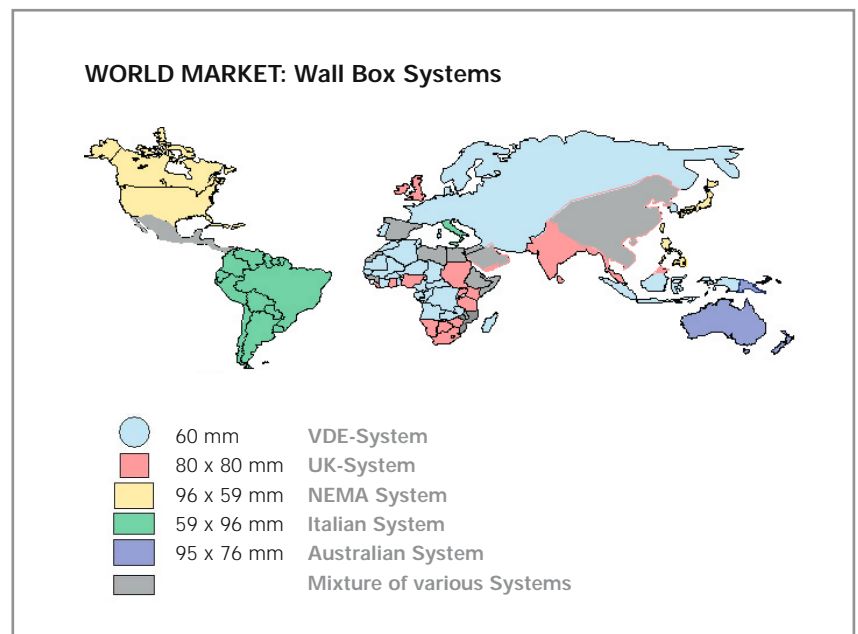 WORLD MARKET: Wall Box Systems
60 mm VDE-System
80 x 80 mm UK-System
96 x 59 mm NEMA System
59 x 96 mm Italian System
95 x 76 mm Australian System
Mixture of various Systems